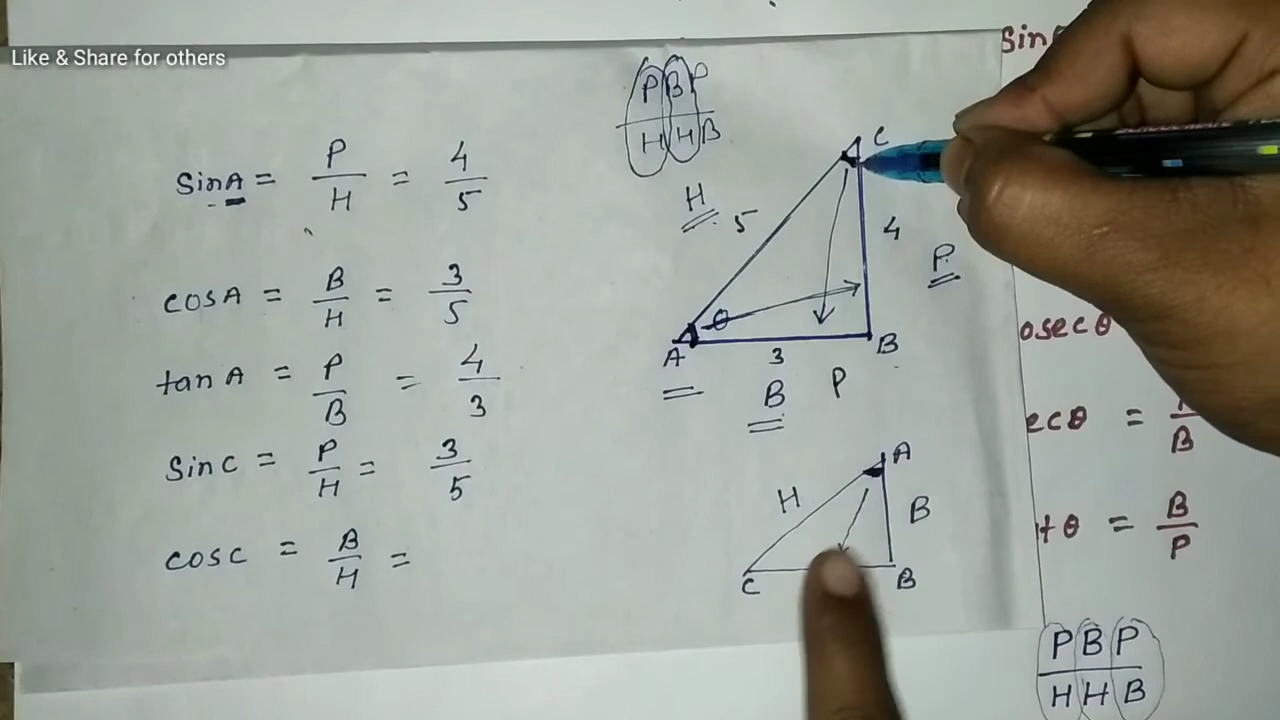 Like & Share for others
P B P
H H B
SinA = P/H = 4/5
cosA = B/H = 3/5
tanA = P/B = 4/3
SinC = P/H = 3/5
cosC = B/H =
C
H 5
4
P
θ
A 3 B
B P
A
H B
C B
Sin
osecθ
ecθ = /B
tθ = B/P
P B P
H H B